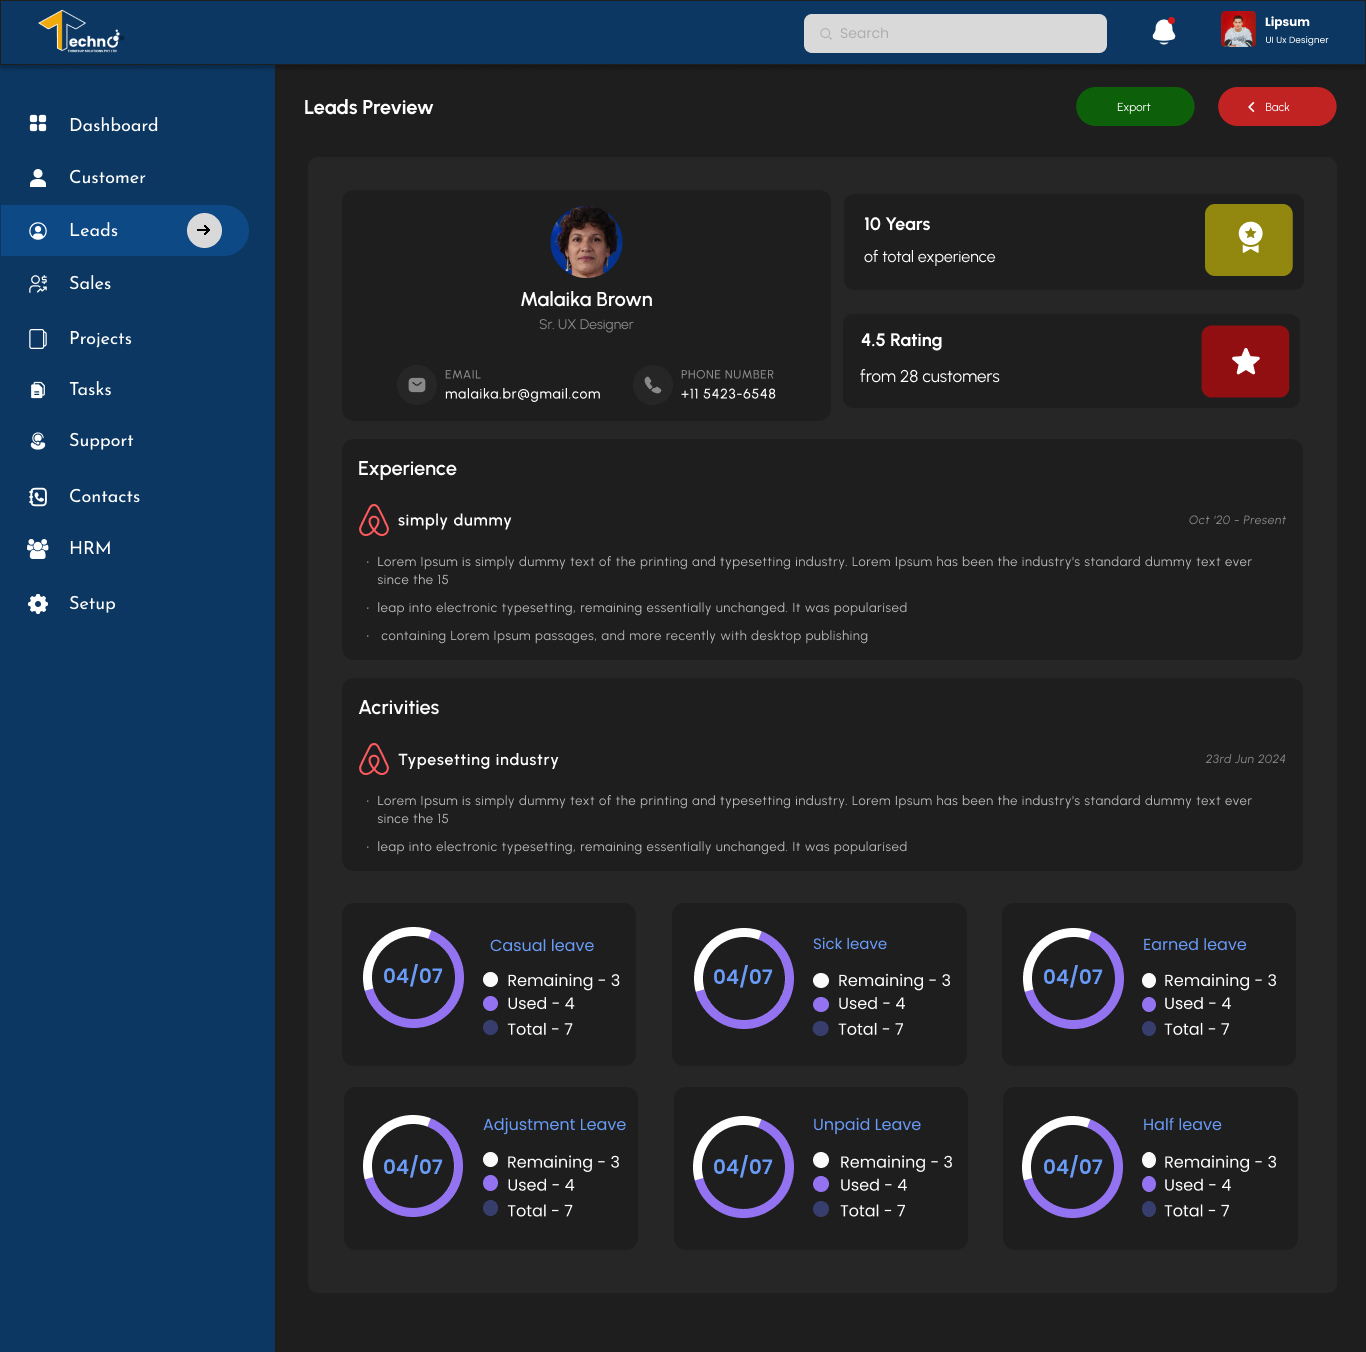 Techno
Search
Lipsum
UI Ux Designer
Dashboard
Customer
Leads
Sales
Projects
Tasks
Support
Contacts
HRM
Setup
Leads Preview
Export
Back
Malaika Brown
Sr. UX Designer
EMAIL
malaika.br@gmail.com
PHONE NUMBER
+11 5423-6548
10 Years
of total experience
4.5 Rating
from 28 customers
Experience
simply dummy
Oct '20 - Present
· Lorem Ipsum is simply dummy text of the printing and typesetting industry. Lorem Ipsum has been the industry's standard dummy text ever
since the 15
· leap into electronic typesetting, remaining essentially unchanged. It was popularised
· containing Lorem Ipsum passages, and more recently with desktop publishing
Acrivities
Typesetting industry
23rd Jun 2024
· Lorem Ipsum is simply dummy text of the printing and typesetting industry. Lorem Ipsum has been the industry's standard dummy text ever
since the 15
· leap into electronic typesetting, remaining essentially unchanged. It was popularised
04/07
Casual leave
Remaining - 3
Used - 4
Total - 7
04/07
Sick leave
Remaining - 3
Used - 4
Total - 7
04/07
Earned leave
Remaining - 3
Used - 4
Total - 7
04/07
Adjustment Leave
Remaining - 3
Used - 4
Total - 7
04/07
Unpaid Leave
Remaining - 3
Used - 4
Total - 7
04/07
Half leave
Remaining - 3
Used - 4
Total - 7